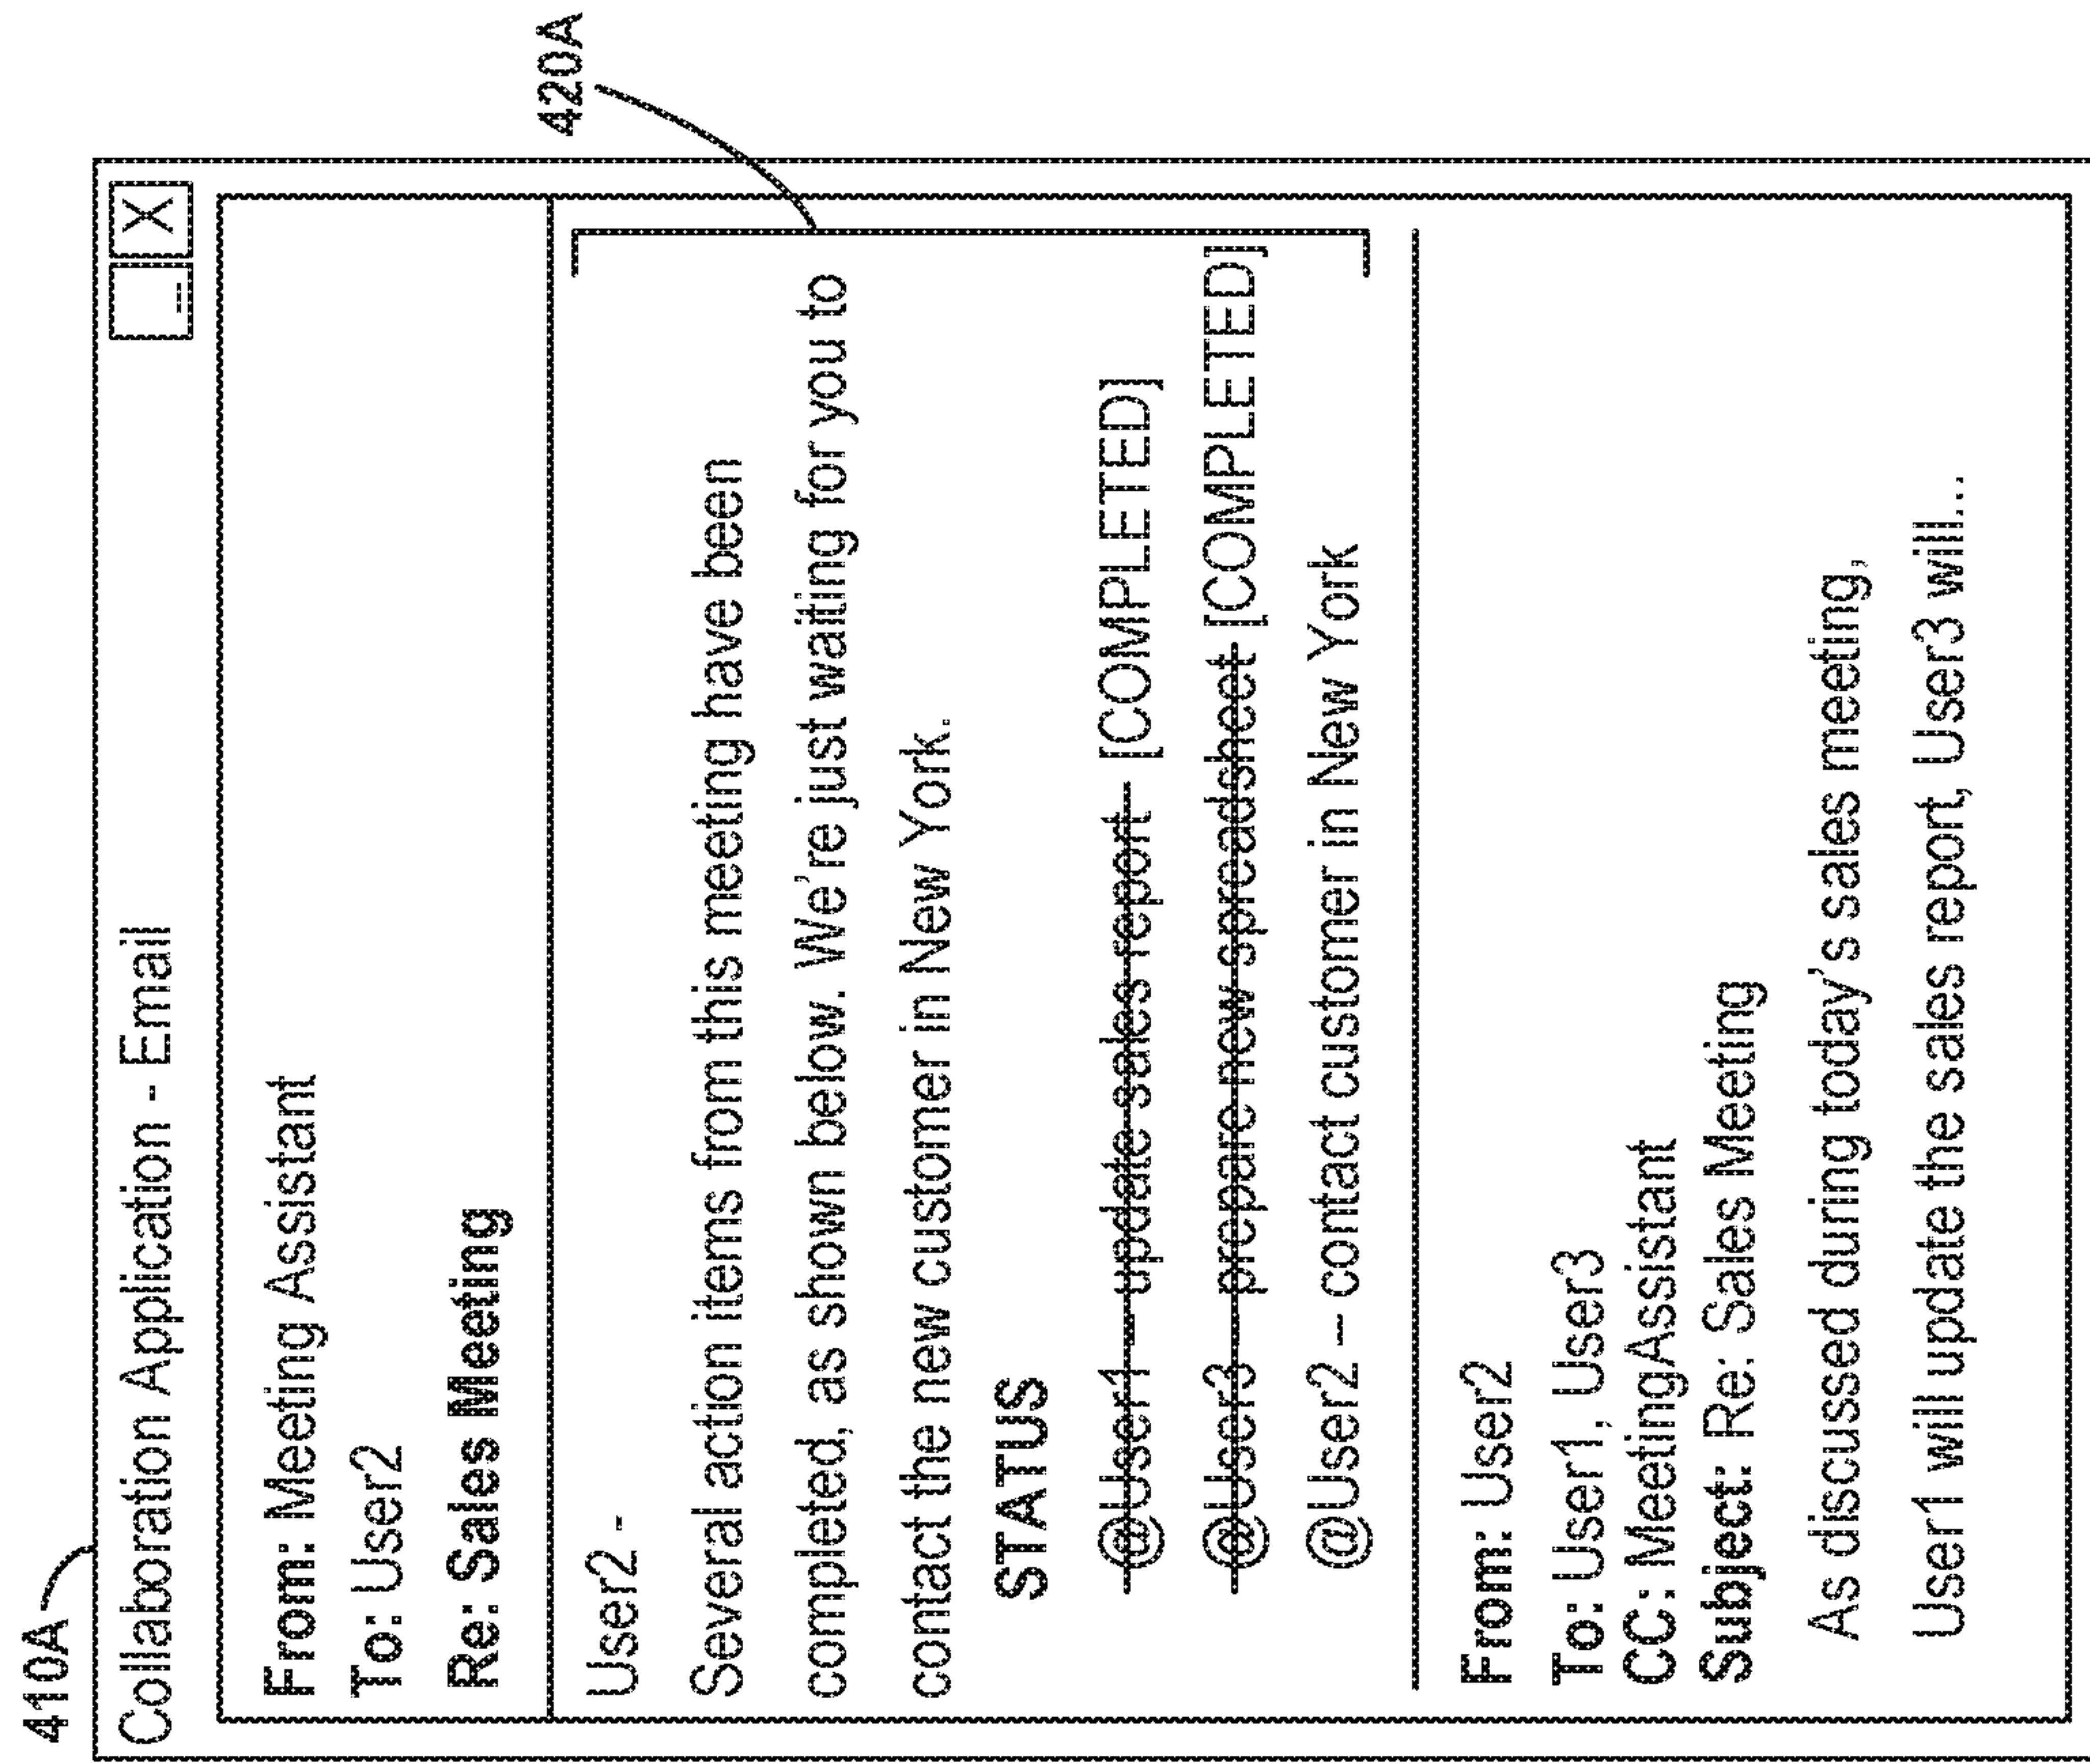 410A
Collaboration Application - Email
_ X
From: Meeting Assistant
To: User2
Re: Sales Meeting
420A
User2 -
Several action items from this meeting have been
completed, as shown below. We're just waiting for you to
contact the new customer in New York.
STATUS
@User1 – update sales report [COMPLETED]
@User3 – prepare new spreadsheet [COMPLETED]
@User2 – contact customer in New York
From: User2
To: User1, User3
CC: MeetingAssistant
Subject: Re: Sales Meeting
As discussed during today's sales meeting,
User1 will update the sales report, User3 will...